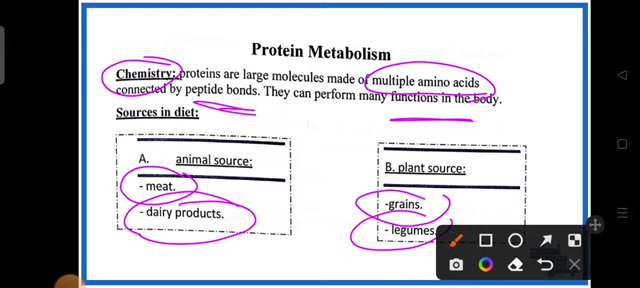 Protein Metabolism
Chemistry: proteins are large molecules made of multiple amino acids
connected by peptide bonds. They can perform many functions in the body.
Sources in diet:
A. animal source:
- meat.
- dairy products.
B. plant source:
-grains.
- legumes.